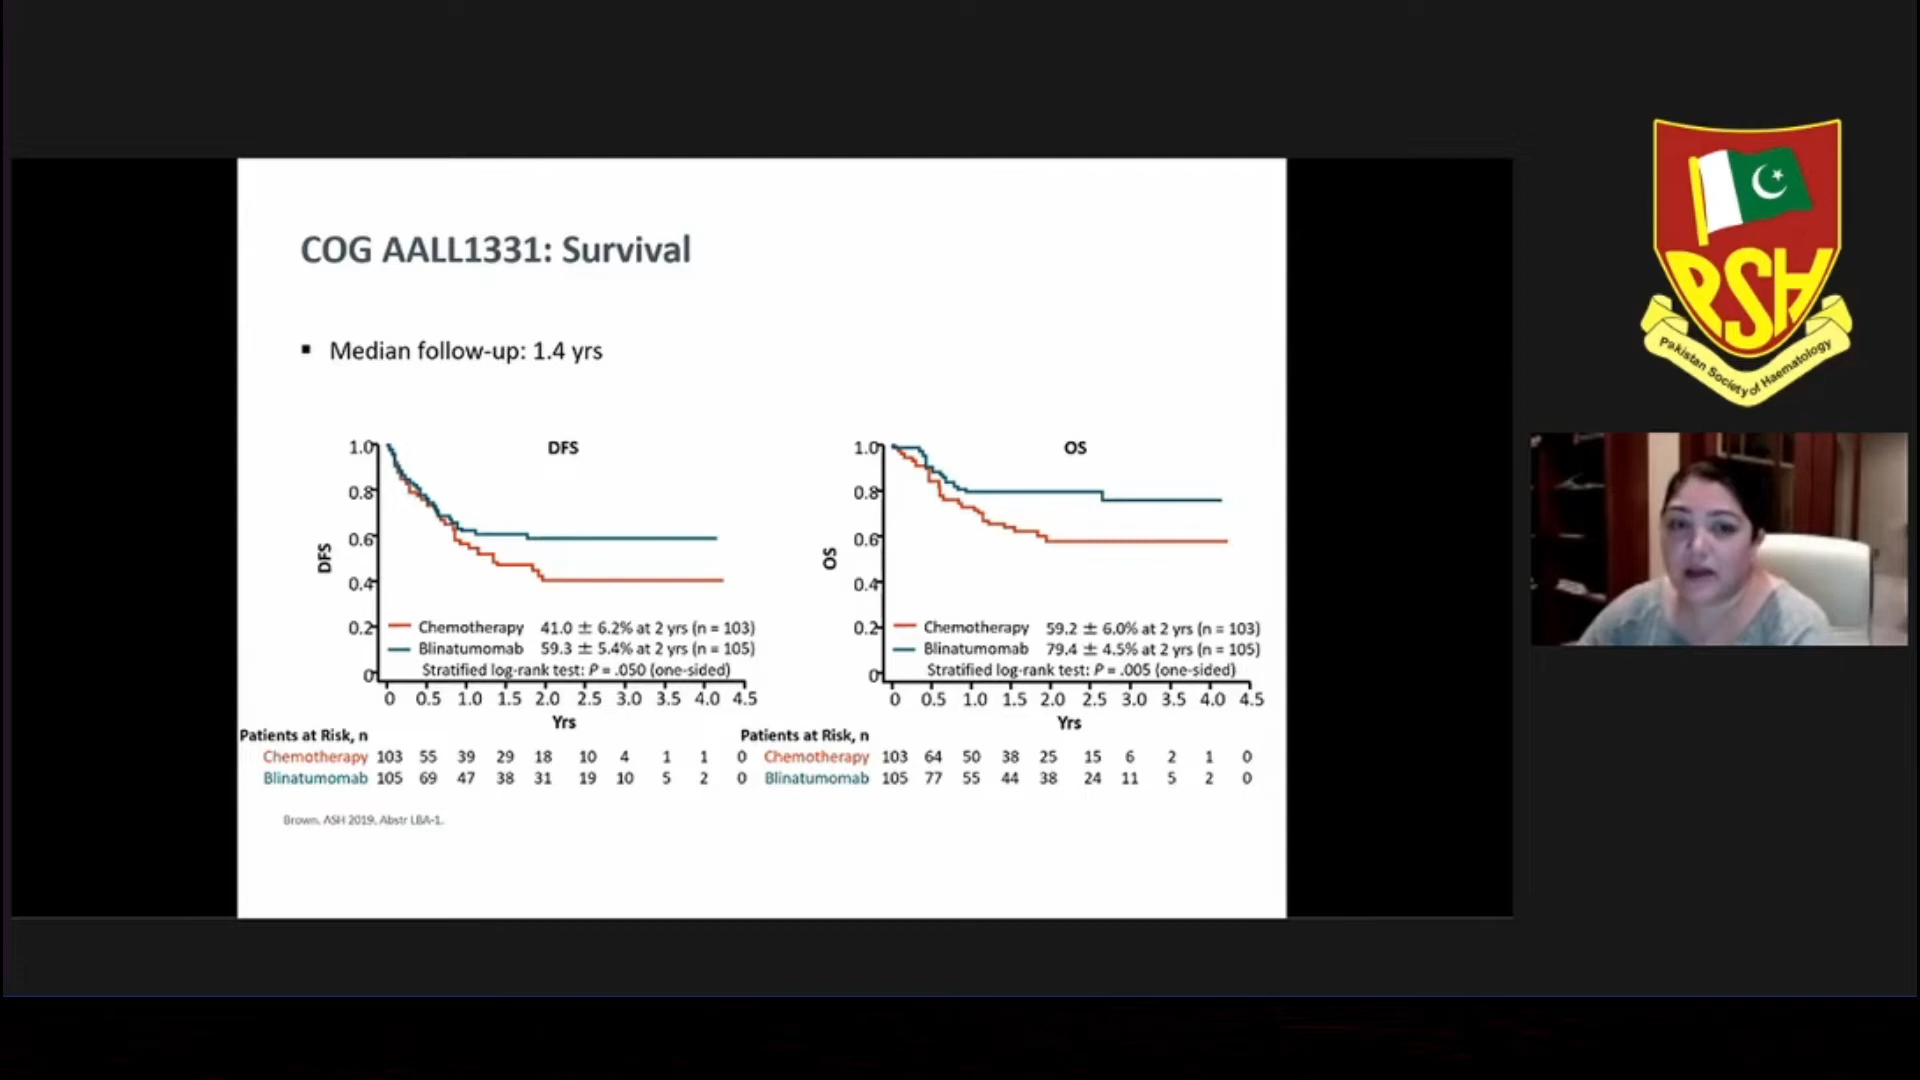 COG AALL1331: Survival
▪ Median follow-up: 1.4 yrs
DFS
1.0
0.8
0.6
0.4
0.2
0
DFS
Chemotherapy 41.0 ± 6.2% at 2 yrs (n = 103)
Blinatumomab 59.3 ± 5.4% at 2 yrs (n = 105)
Stratified log-rank test: P = .050 (one-sided)
0 0.5 1.0 1.5 2.0 2.5 3.0 3.5 4.0 4.5
Yrs
Patients at Risk, n
Chemotherapy 103 55 39 29 18 10 4 1 1 0
Blinatumomab 105 69 47 38 31 19 10 5 2 0
OS
1.0
0.8
0.6
0.4
0.2
0
OS
Chemotherapy 59.2 ± 6.0% at 2 yrs (n = 103)
Blinatumomab 79.4 ± 4.5% at 2 yrs (n = 105)
Stratified log-rank test: P = .005 (one-sided)
0 0.5 1.0 1.5 2.0 2.5 3.0 3.5 4.0 4.5
Yrs
Patients at Risk, n
Chemotherapy 103 64 50 38 25 15 6 2 1 0
Blinatumomab 105 77 55 44 38 24 11 5 2 0
Brown. ASH 2019. Abstr LBA-1.
PSH
Pakistan Society of Haematology